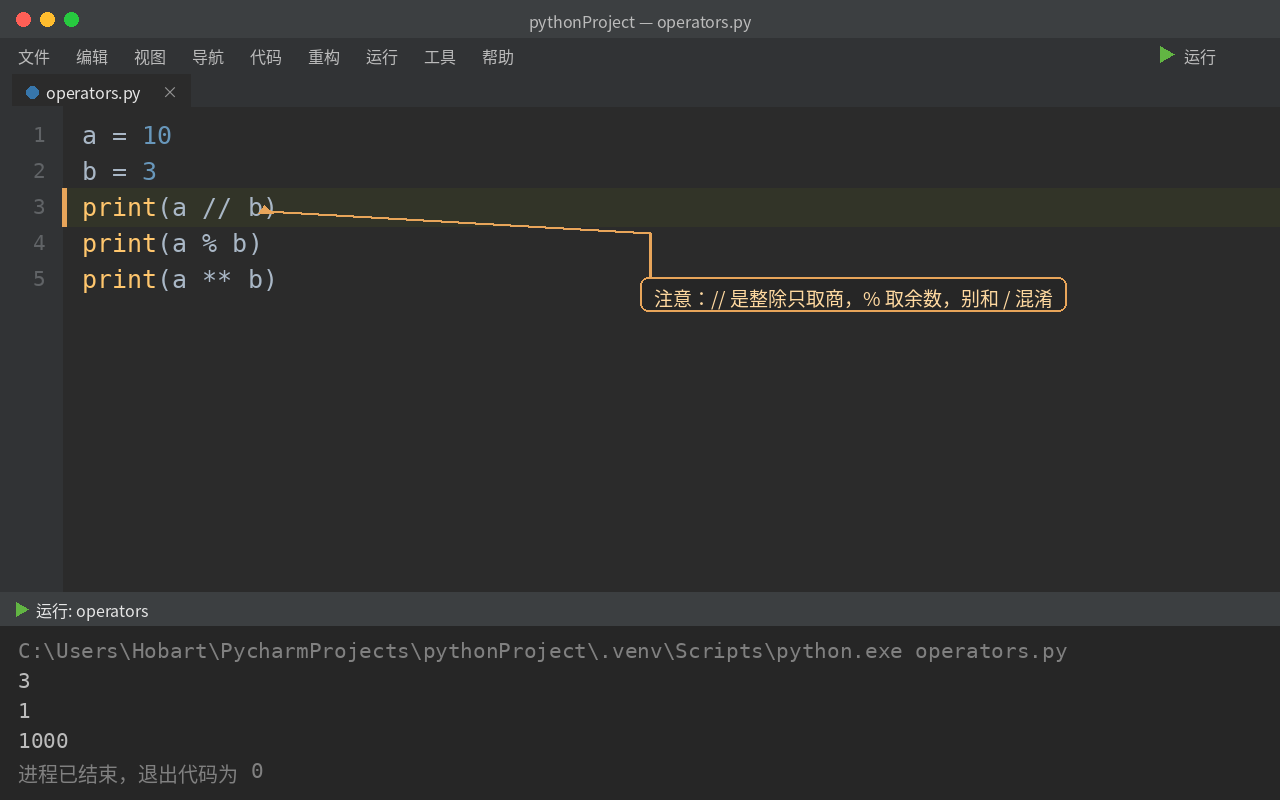 pythonProject — operators.py
文件 编辑 视图 导航 代码 重构 运行 工具 帮助 运行
operators.py ×
1 a = 10
2 b = 3
3 print(a // b)
4 print(a % b)
5 print(a ** b)
注意：// 是整除只取商，% 取余数，别和 / 混淆
运行: operators
C:\Users\Hobart\PycharmProjects\pythonProject\.venv\Scripts\python.exe operators.py
3
1
1000
进程已结束，退出代码为 0